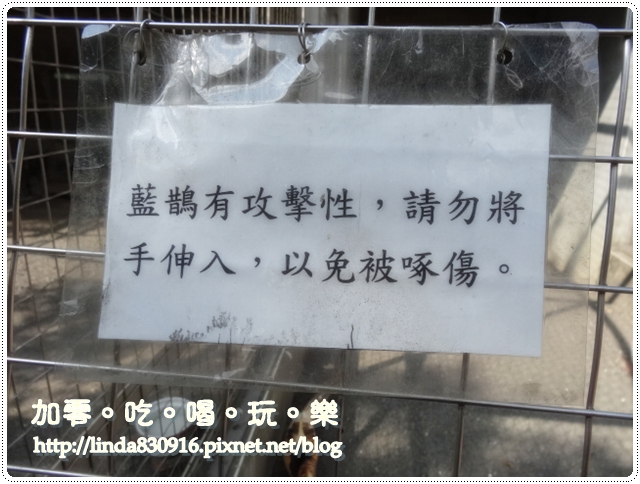 藍鵲有攻擊性，請勿將
手伸入，以免被啄傷。
加零。吃。喝。玩。樂
http://linda830916.pixnet.net/blog